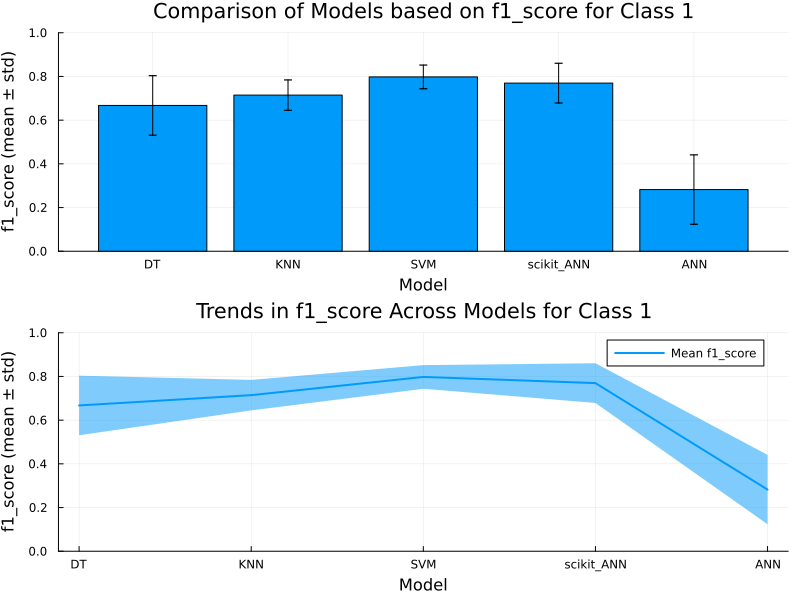 Comparison of Models based on f1_score for Class 1
f1_score (mean ± std)
1.0
0.8
0.6
0.4
0.2
0.0
DT KNN SVM scikit_ANN ANN
Model
Trends in f1_score Across Models for Class 1
f1_score (mean ± std)
1.0
0.8
0.6
0.4
0.2
0.0
Mean f1_score
DT KNN SVM scikit_ANN ANN
Model